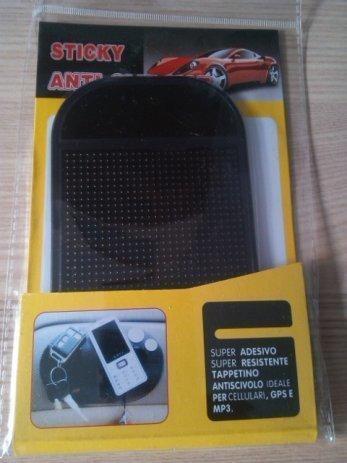 STICKY
ANTI
SUPER ADESIVO
SUPER RESISTENTE
TAPPETINO
ANTISCIVOLO IDEALE
PER CELLULARI, GPS E
MP3.